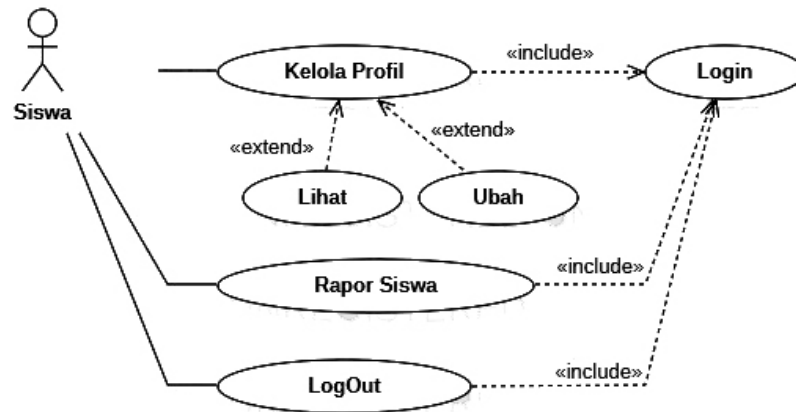 Siswa
Kelola Profil
«include»
Login
«extend»
«extend»
Lihat
Ubah
Rapor Siswa
«include»
LogOut
«include»